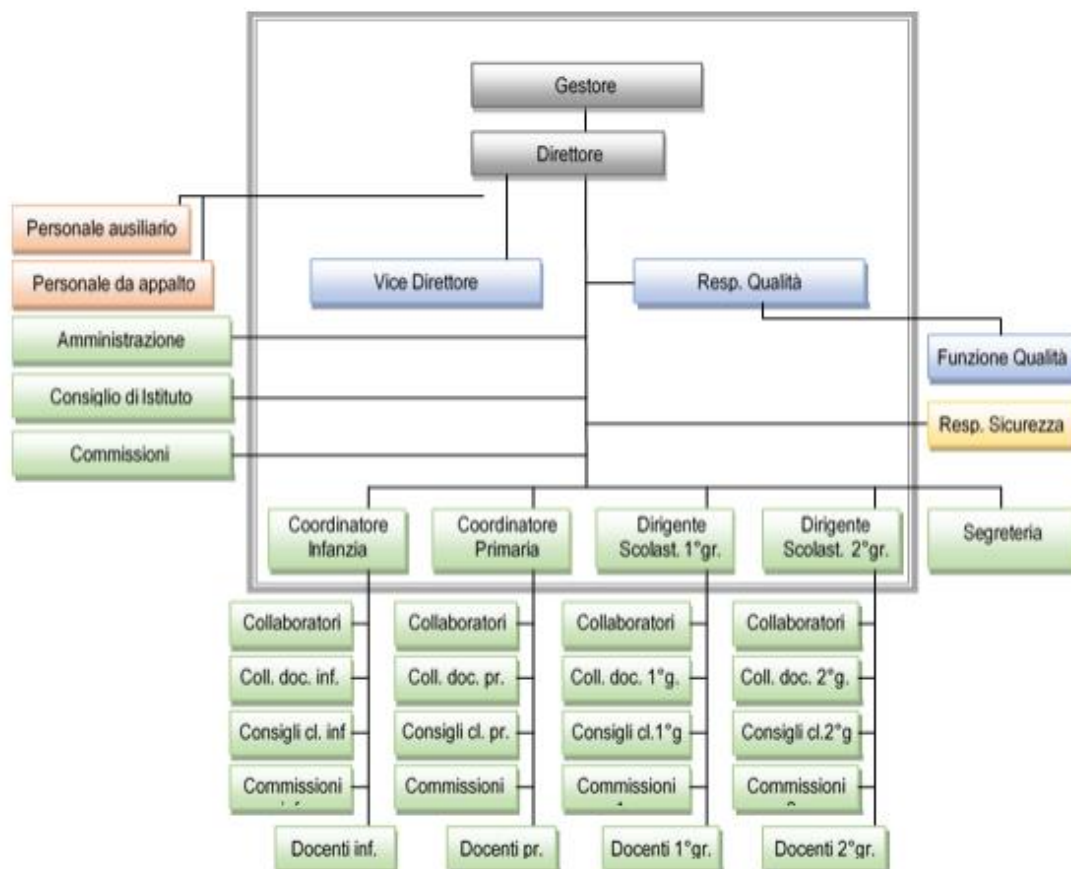 Gestore
Direttore
Personale ausiliario
Personale da appalto
Vice Direttore
Resp. Qualità
Amministrazione
Funzione Qualità
Consiglio di Istituto
Resp. Sicurezza
Commissioni
Coordinatore
Infanzia
Coordinatore
Primaria
Dirigente
Scolast. 1°gr.
Dirigente
Scolast. 2°gr.
Segreteria
Collaboratori
Collaboratori
Collaboratori
Collaboratori
Coll. doc. inf.
Coll. doc. pr.
Coll. doc. 1°g.
Coll. doc. 2°g.
Consigli cl. inf
Consigli cl. pr.
Consigli cl.1°g
Consigli cl.2°g
Commissioni
Commissioni
Commissioni
Commissioni
Docenti inf.
Docenti pr.
Docenti 1°gr.
Docenti 2°gr.